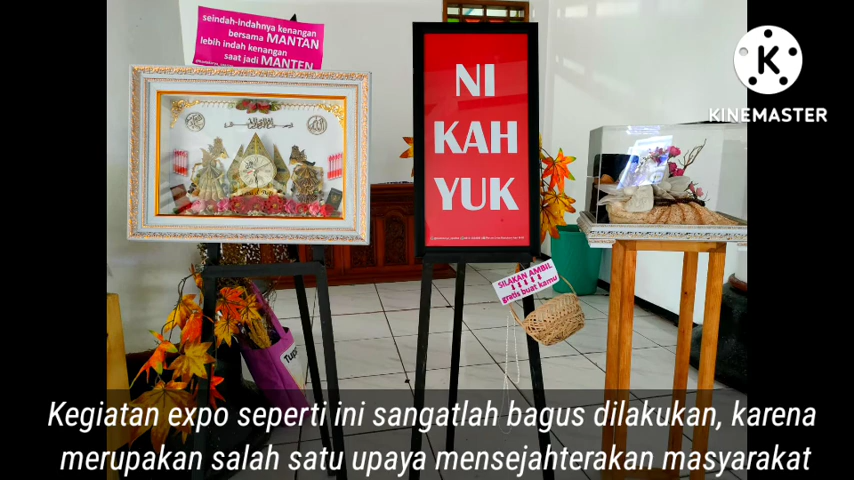 seindah-indahnya kenangan
bersama MANTAN
lebih indah kenangan
saat jadi MANTEN
NI
KAH
YUK
SILAKAN AMBIL
gratis buat kamu
Tup
K
KINEMASTER
Kegiatan expo seperti ini sangatlah bagus dilakukan, karena
merupakan salah satu upaya mensejahterakan masyarakat